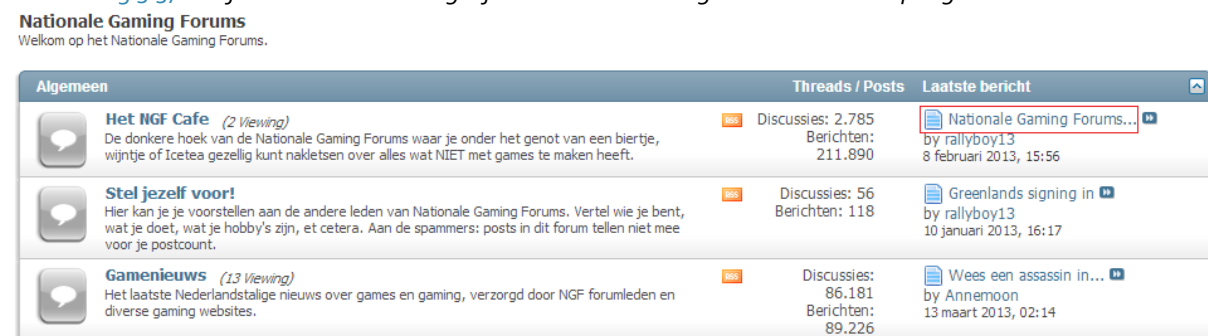 Nationale Gaming Forums
Welkom op het Nationale Gaming Forums.
Algemeen Threads / Posts Laatste bericht
Het NGF Cafe (2 Viewing)
De donkere hoek van de Nationale Gaming Forums waar je onder het genot van een biertje,
wijntje of Icetea gezellig kunt nakletsen over alles wat NIET met games te maken heeft.
RSS
Discussies: 2.785
Berichten:
211.890
Nationale Gaming Forums...
by rallyboy13
8 februari 2013, 15:56
Stel jezelf voor!
Hier kan je je voorstellen aan de andere leden van Nationale Gaming Forums. Vertel wie je bent,
wat je doet, wat je hobby's zijn, et cetera. Aan de spammers: posts in dit forum tellen niet mee
voor je postcount.
RSS
Discussies: 56
Berichten: 118
Greenlands signing in
by rallyboy13
10 januari 2013, 16:17
Gamenieuws (13 Viewing)
Het laatste Nederlandstalige nieuws over games en gaming, verzorgd door NGF forumleden en
diverse gaming websites.
RSS
Discussies:
86.181
Berichten:
89.226
Wees een assassin in...
by Annemoon
13 maart 2013, 02:14